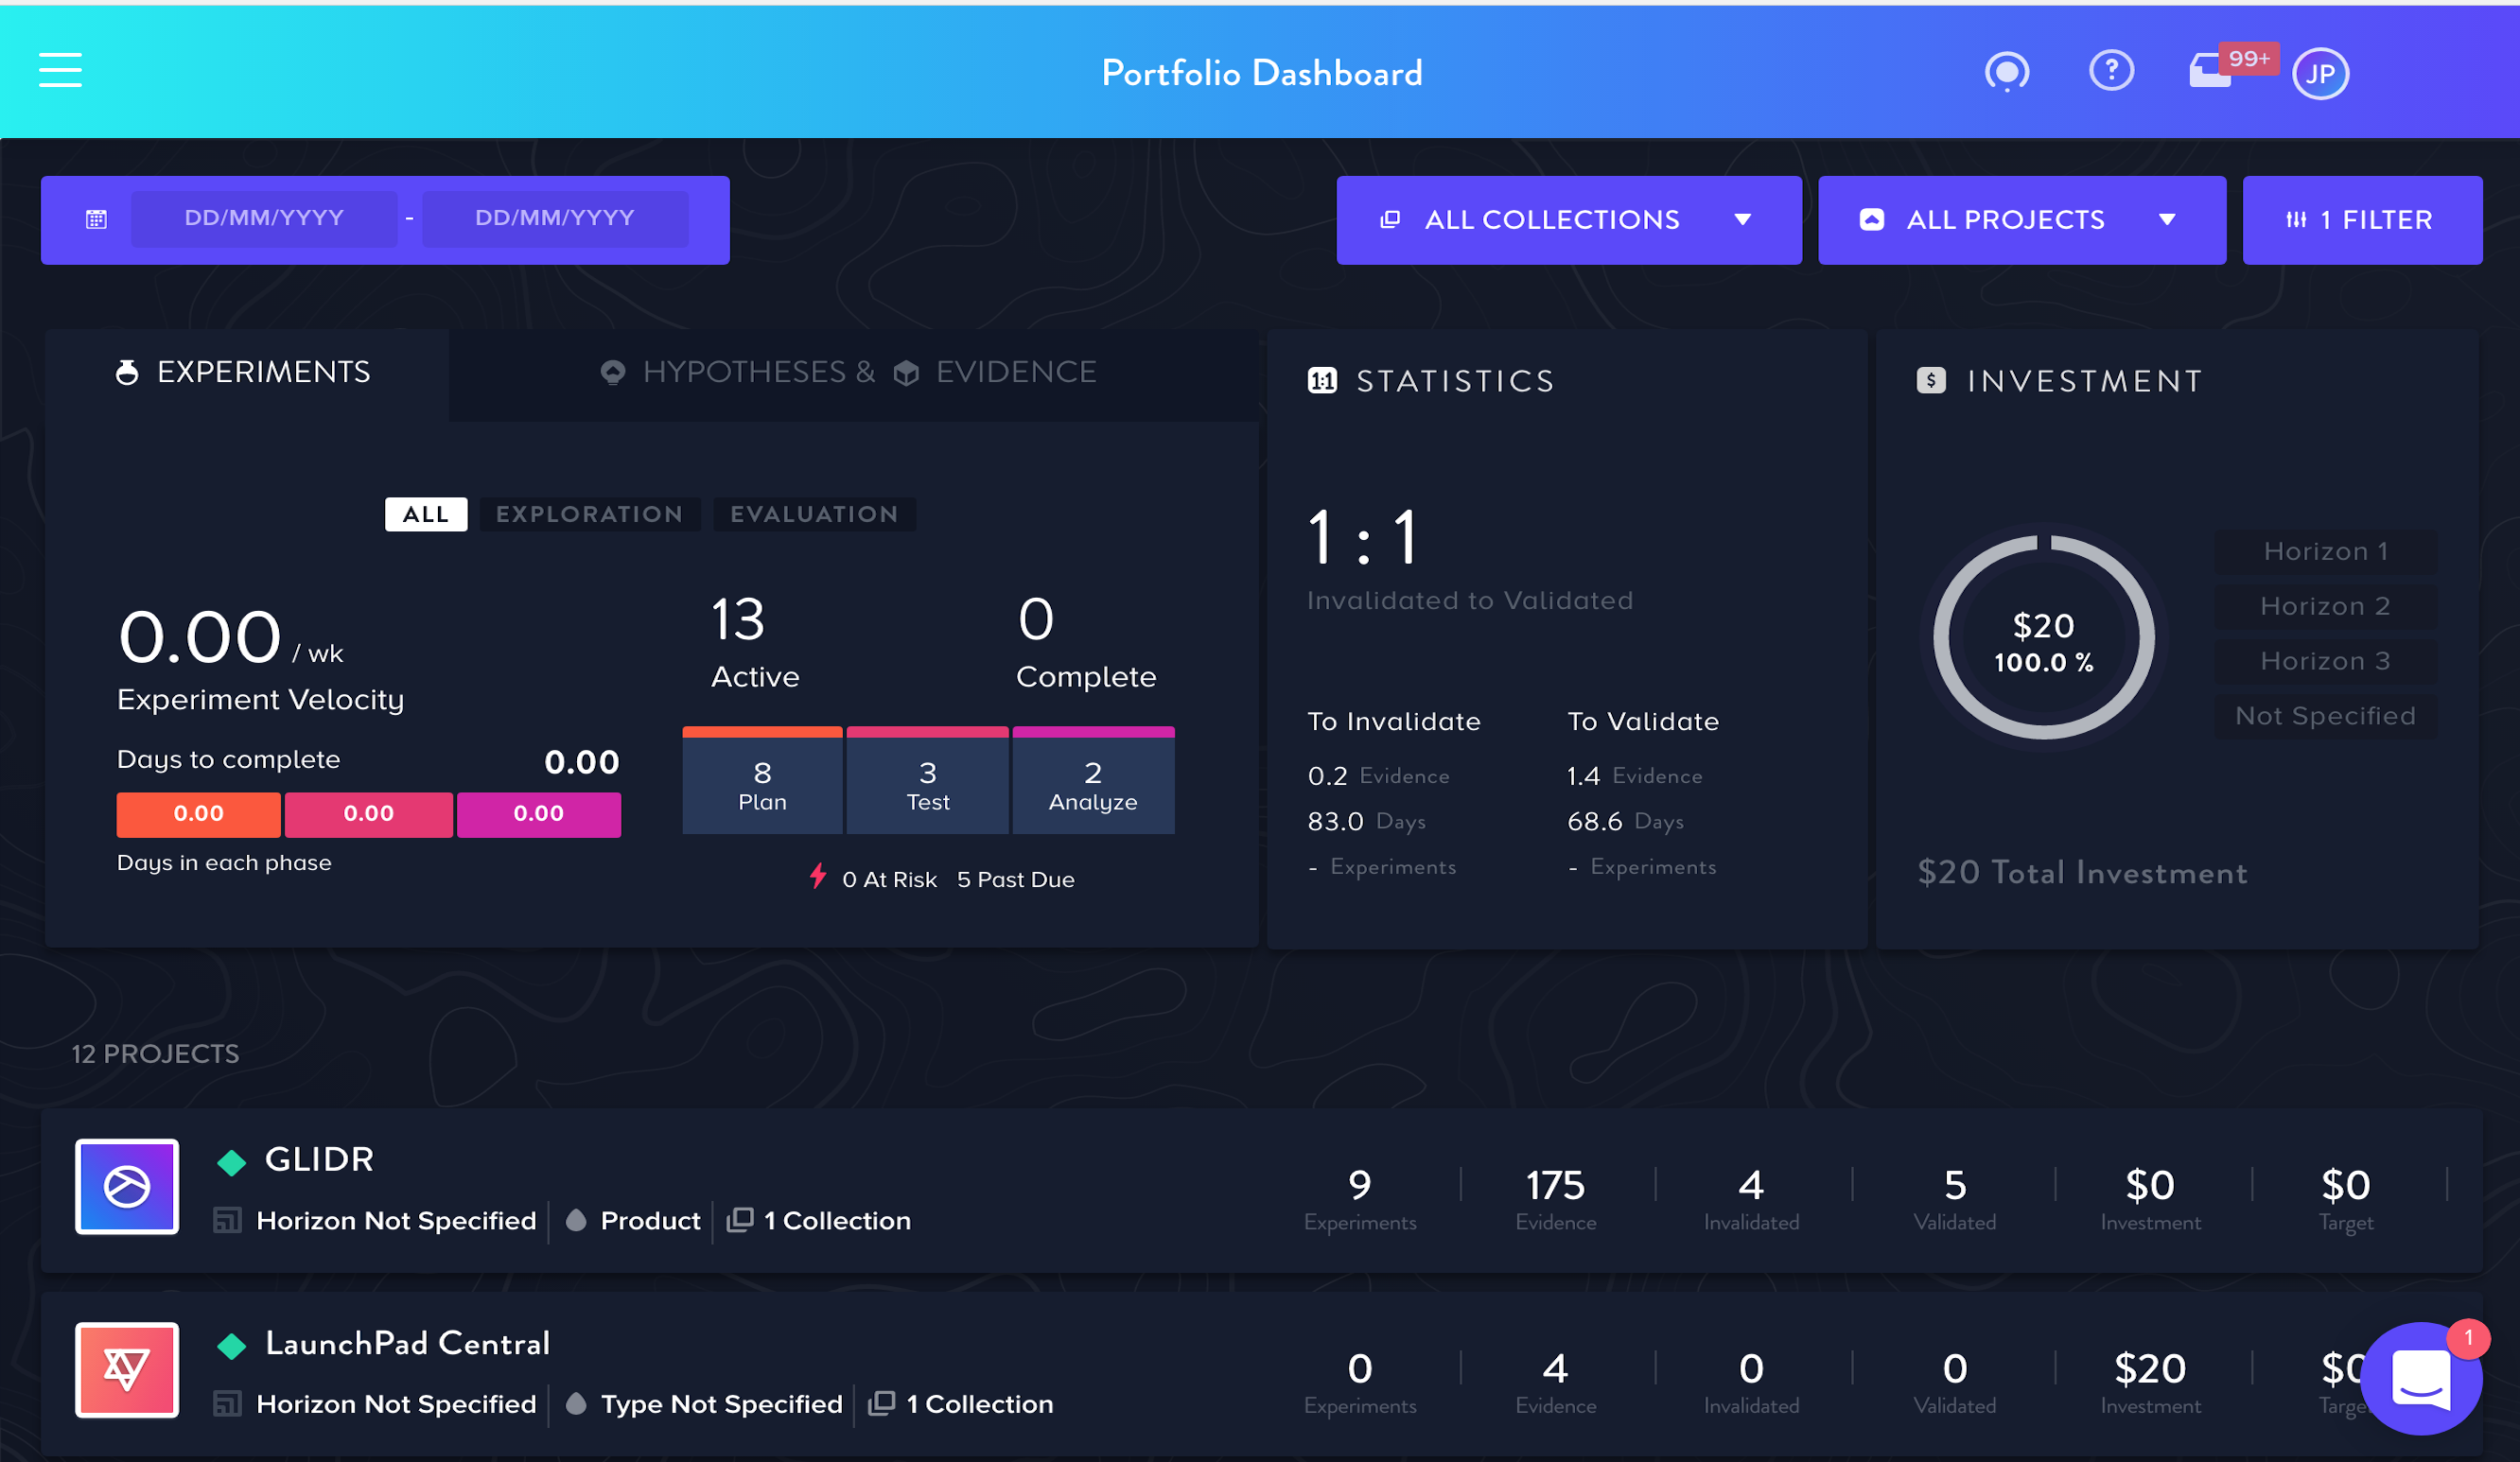 Portfolio Dashboard
?
99+
JP
DD/MM/YYYY - DD/MM/YYYY
ALL COLLECTIONS
ALL PROJECTS
1 FILTER
EXPERIMENTS
HYPOTHESES & EVIDENCE
ALL
EXPLORATION
EVALUATION
0.00 / wk
Experiment Velocity
Days to complete 0.00
0.00 0.00 0.00
Days in each phase
13
Active
0
Complete
8
Plan
3
Test
2
Analyze
0 At Risk 5 Past Due
1:1 STATISTICS
1 : 1
Invalidated to Validated
To Invalidate
0.2 Evidence
83.0 Days
- Experiments
To Validate
1.4 Evidence
68.6 Days
- Experiments
$ INVESTMENT
$20
100.0 %
Horizon 1
Horizon 2
Horizon 3
Not Specified
$20 Total Investment
12 PROJECTS
GLIDR
Horizon Not Specified
Product
1 Collection
9
Experiments
175
Evidence
4
Invalidated
5
Validated
$0
Investment
$0
Target
LaunchPad Central
Horizon Not Specified
Type Not Specified
1 Collection
0
Experiments
4
Evidence
0
Invalidated
0
Validated
$20
Investment
1